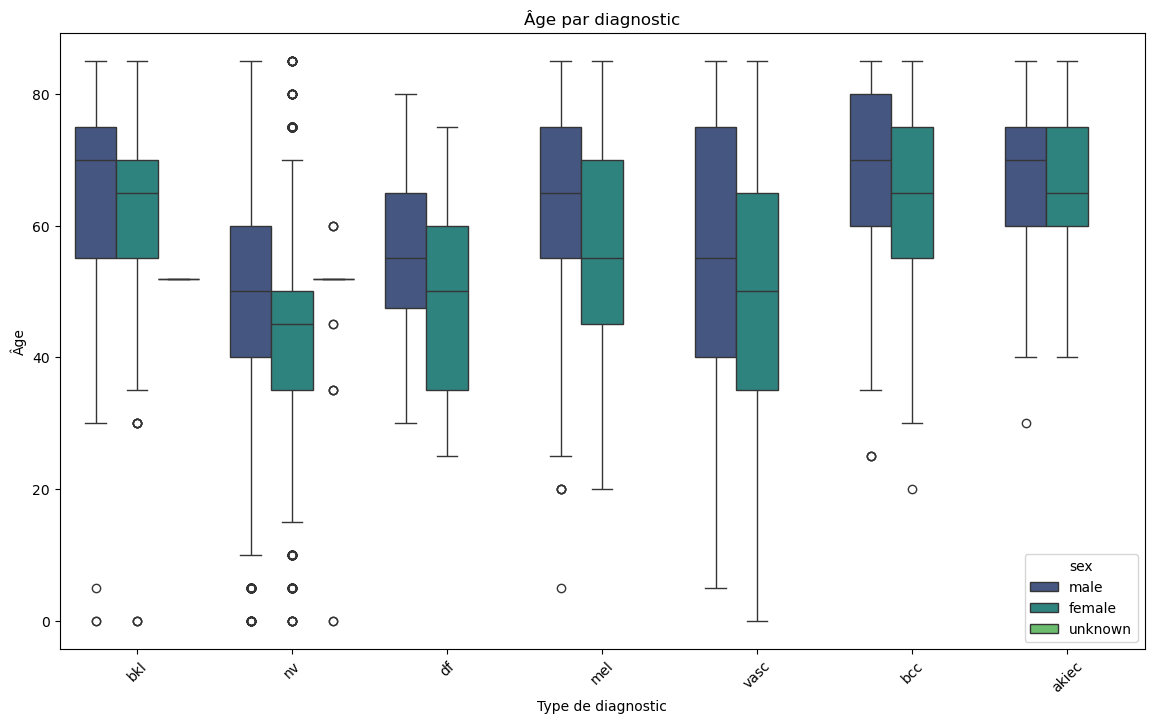 Âge par diagnostic
Âge
80
60
40
20
0
sex
male
female
unknown
bkl
nv
df
mel
vasc
bcc
akiec
Type de diagnostic